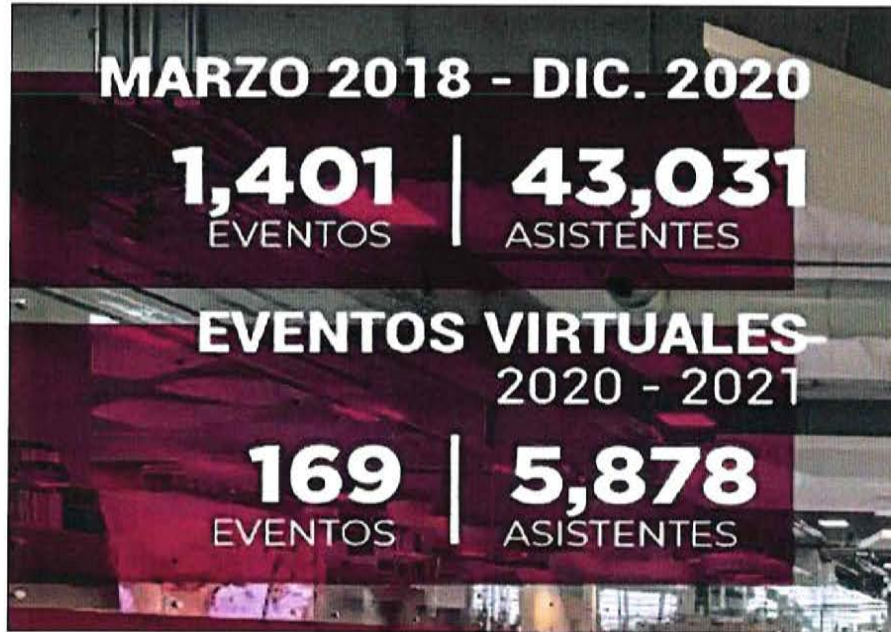 MARZO 2018 - DIC. 2020
1,401 | 43,031
EVENTOS ASISTENTES
EVENTOS VIRTUALES
2020 - 2021
169 | 5,878
EVENTOS ASISTENTES